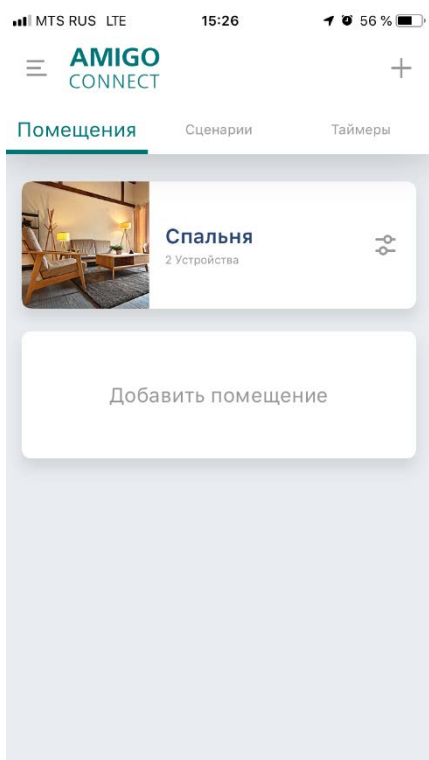 MTS RUS LTE 15:26 56 %
AMIGO
CONNECT
Помещения Сценарии Таймеры
Спальня
2 Устройства
Добавить помещение